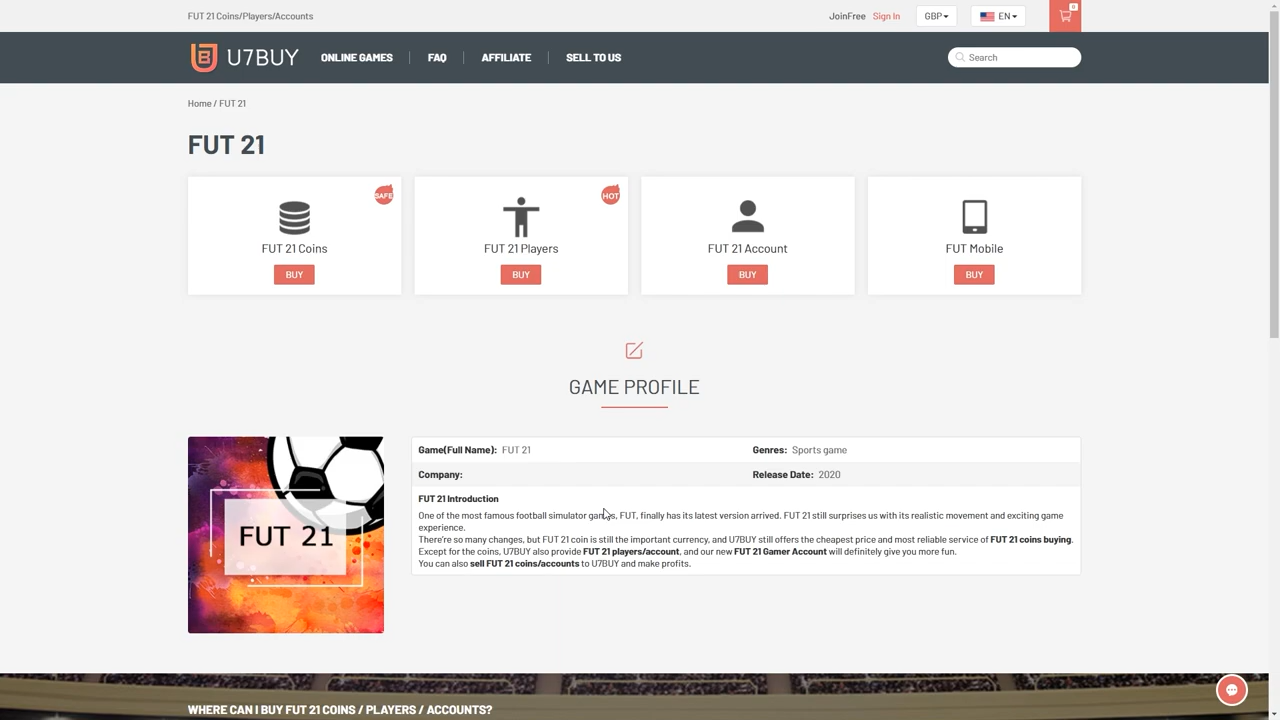 FUT 21 Coins/Players/Accounts
JoinFree Sign In GBP EN 0
U7BUY ONLINE GAMES FAQ AFFILIATE SELL TO US Search
Home / FUT 21
FUT 21
SAFE HOT
FUT 21 Coins FUT 21 Players FUT 21 Account FUT Mobile
BUY BUY BUY BUY
GAME PROFILE
FUT 21
Game(Full Name): FUT 21 Genres: Sports game
Company: Release Date: 2020
FUT 21 Introduction
One of the most famous football simulator games, FUT, finally has its latest version arrived. FUT 21 still surprises us with its realistic movement and exciting game
experience.
There're so many changes, but FUT 21 coin is still the important currency, and U7BUY still offers the cheapest price and most reliable service of FUT 21 coins buying.
Except for the coins, U7BUY also provide FUT 21 players/account, and our new FUT 21 Gamer Account will definitely give you more fun.
You can also sell FUT 21 coins/accounts to U7BUY and make profits.
WHERE CAN I BUY FUT 21 COINS / PLAYERS / ACCOUNTS?